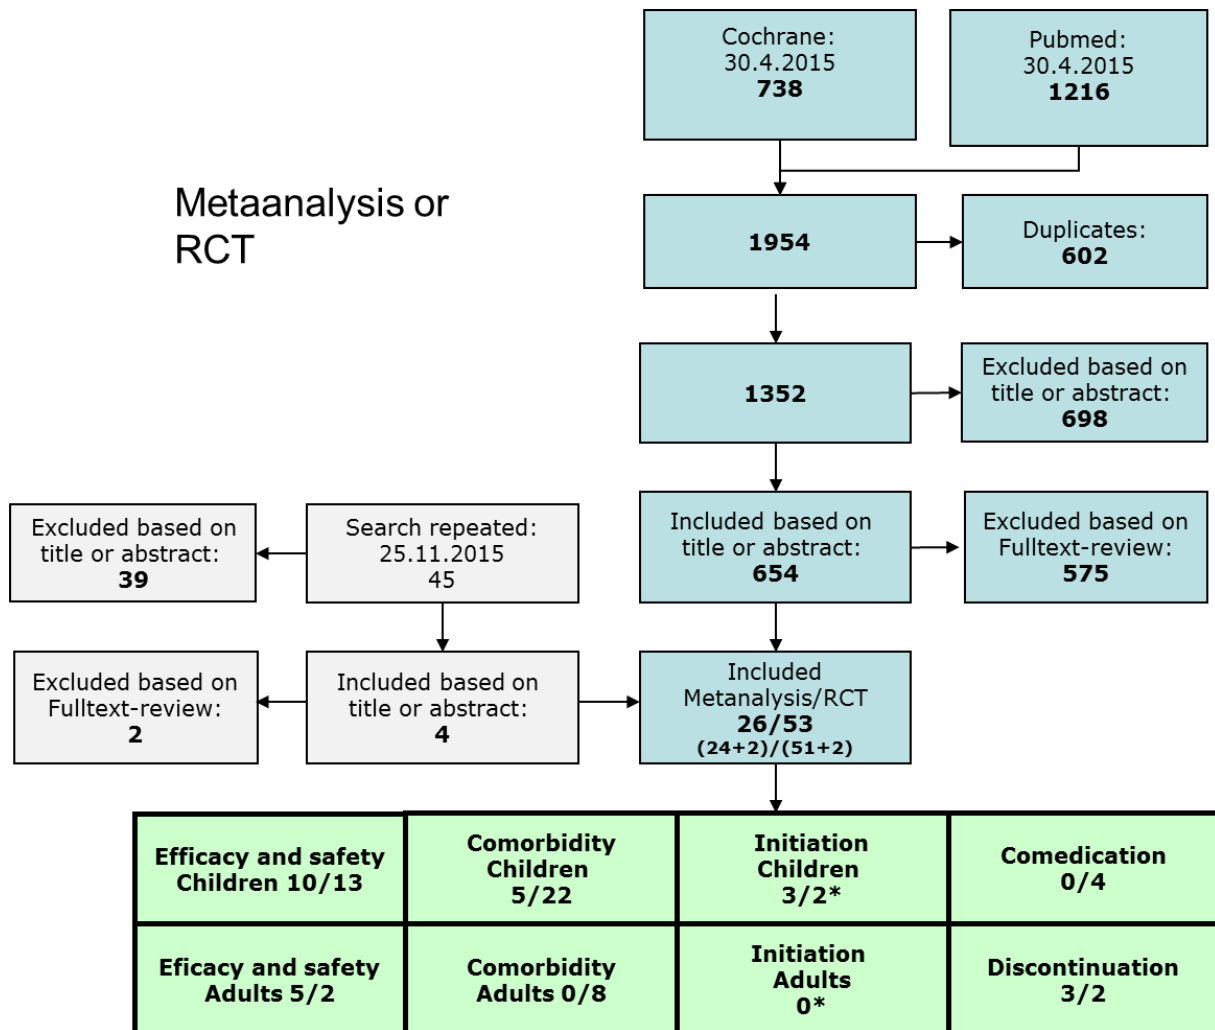 Cochrane:
30.4.2015
738
Pubmed:
30.4.2015
1216
Metaanalysis or
RCT
1954
Duplicates:
602
1352
Excluded based on
title or abstract:
698
Excluded based on
title or abstract:
39
Search repeated:
25.11.2015
45
Included based on
title or abstract:
654
Excluded based on
Fulltext-review:
575
Excluded based on
Fulltext-review:
2
Included based on
title or abstract:
4
Included
Metanalysis/RCT
26/53
(24+2)/(51+2)
Efficacy and safety
Children 10/13
Comorbidity
Children
5/22
Initiation
Children
3/2*
Comedication
0/4
Eficacy and safety
Adults 5/2
Comorbidity
Adults 0/8
Initiation
Adults
0*
Discontinuation
3/2